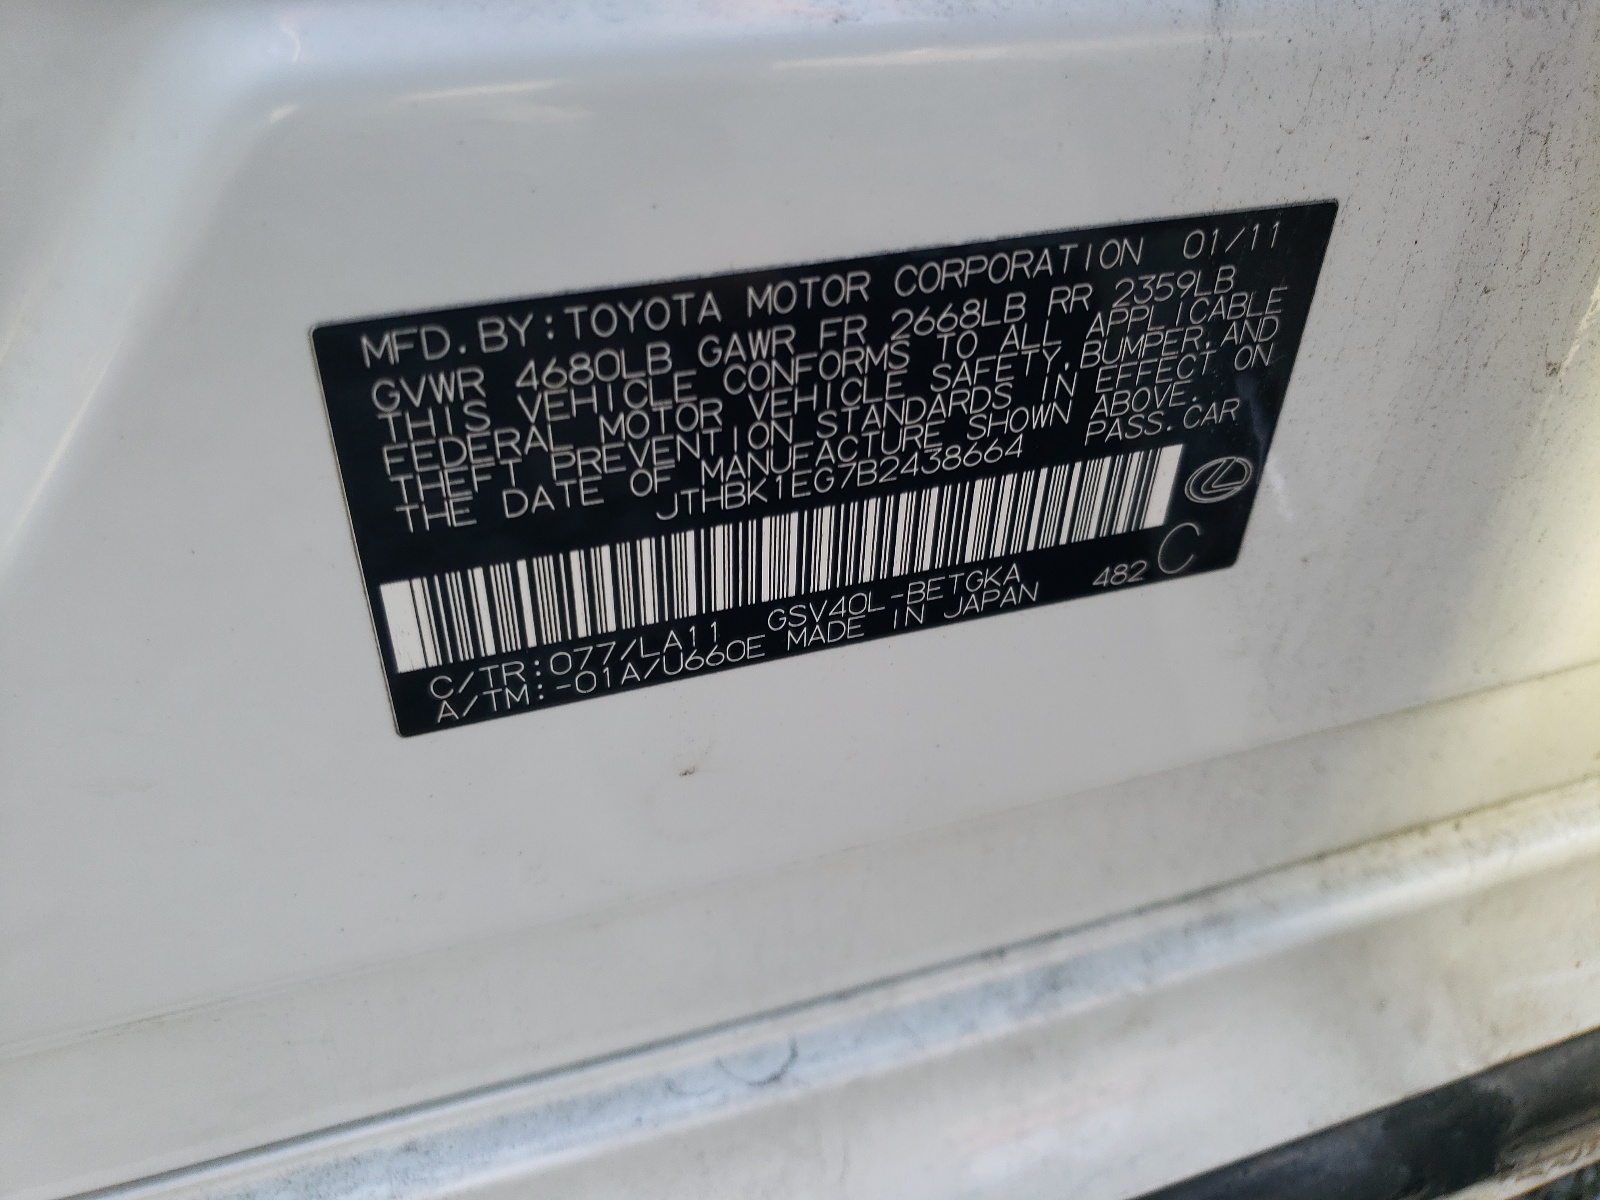 MFD. BY: TOYOTA MOTOR CORPORATION 01/11
GVWR 4680LB GAWR FR 2668LB RR 2359LB
THIS VEHICLE CONFORMS TO ALL APPLICABLE
FEDERAL MOTOR VEHICLE SAFETY, BUMPER, AND
THEFT PREVENTION STANDARDS IN EFFECT ON
THE DATE OF MANUFACTURE SHOWN ABOVE.
JTHBK1EG7B2438664 PASS. CAR
C/TR: 077/LA11 GSV40L-BETGKA 482 C
A/TM: -01A/U660E MADE IN JAPAN